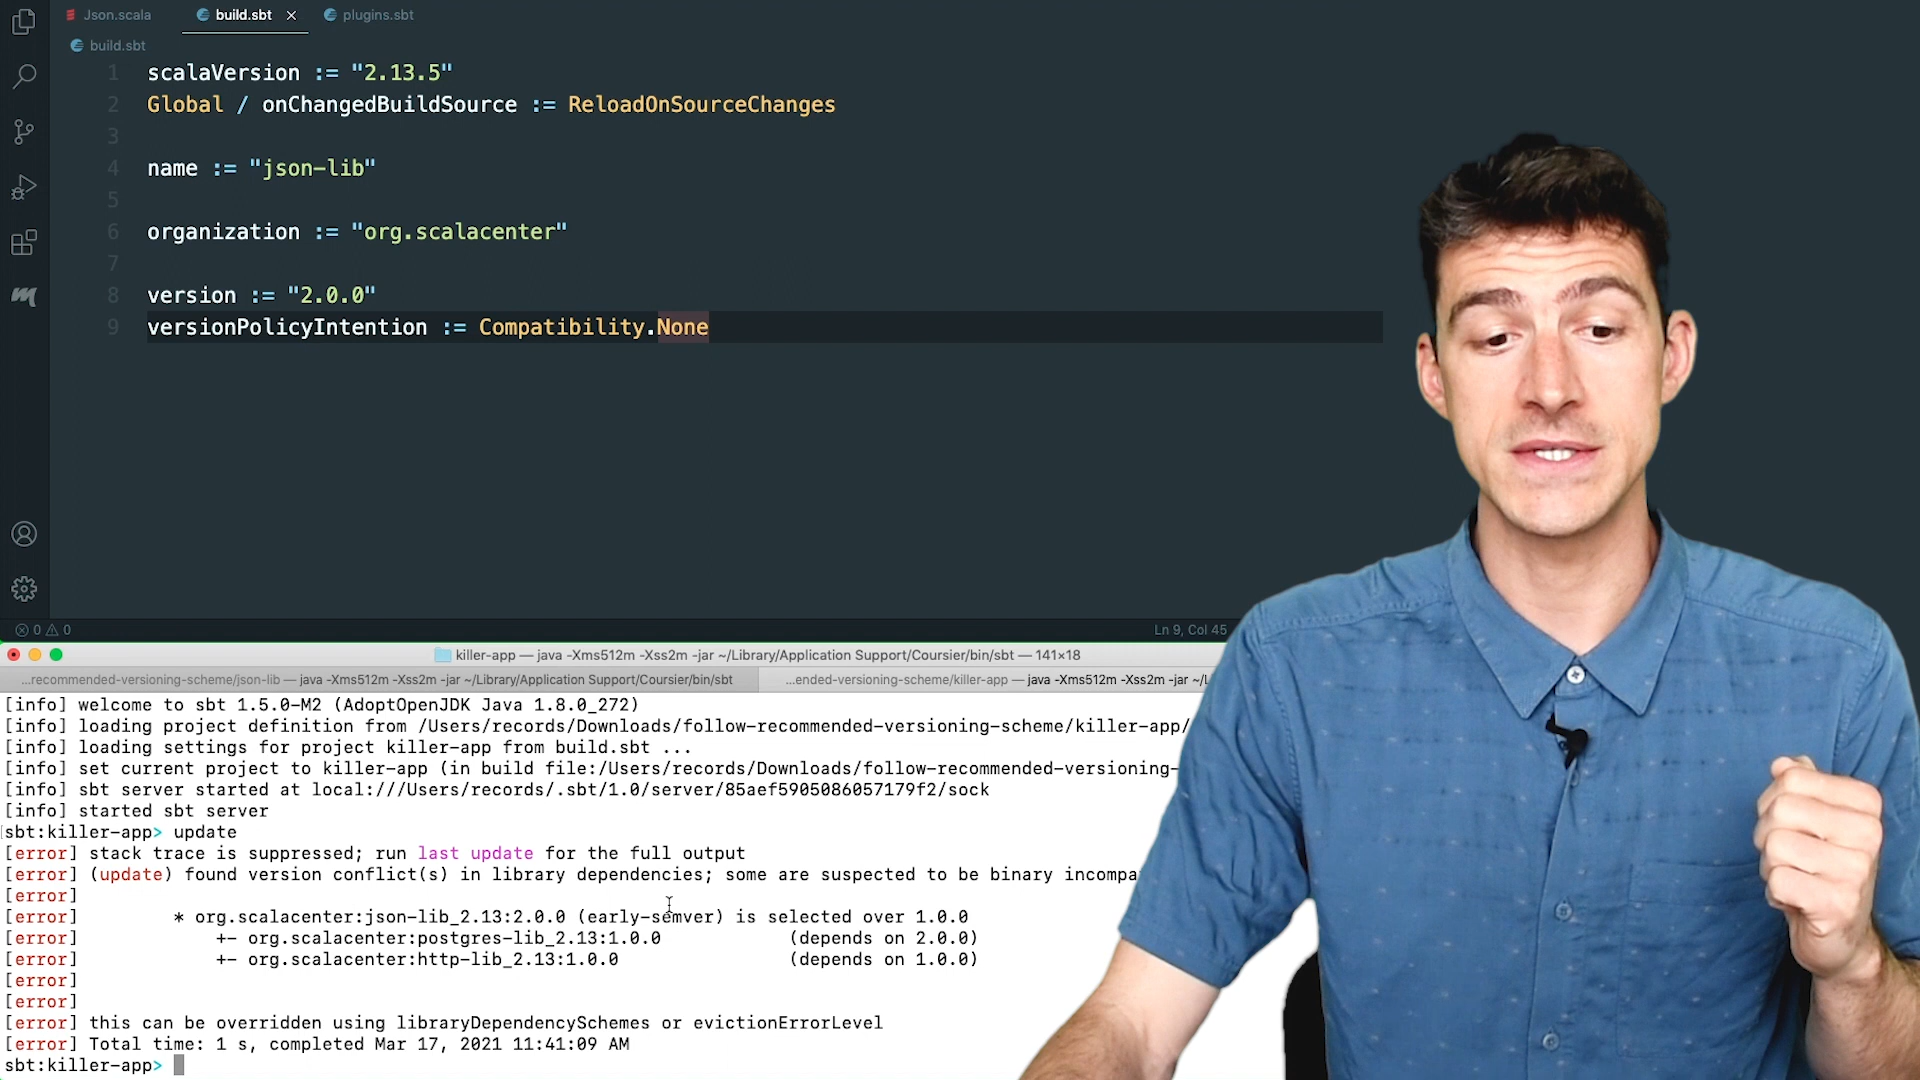 Json.scala
build.sbt
plugins.sbt
build.sbt
1 scalaVersion := "2.13.5"
2 Global / onChangedBuildSource := ReloadOnSourceChanges
3
4 name := "json-lib"
5
6 organization := "org.scalacenter"
7
8 version := "2.0.0"
9 versionPolicyIntention := Compatibility.None
0 0
Ln 9, Col 45
killer-app — java -Xms512m -Xss2m -jar ~/Library/Application Support/Coursier/bin/sbt — 141×18
...recommended-versioning-scheme/json-lib — java -Xms512m -Xss2m -jar ~/Library/Application Support/Coursier/bin/sbt
...ended-versioning-scheme/killer-app — java -Xms512m -Xss2m -jar ~/L
[info] welcome to sbt 1.5.0-M2 (AdoptOpenJDK Java 1.8.0_272)
[info] loading project definition from /Users/records/Downloads/follow-recommended-versioning-scheme/killer-app/
[info] loading settings for project killer-app from build.sbt ...
[info] set current project to killer-app (in build file:/Users/records/Downloads/follow-recommended-versioning-
[info] sbt server started at local:///Users/records/.sbt/1.0/server/85aef5905086057179f2/sock
[info] started sbt server
sbt:killer-app> update
[error] stack trace is suppressed; run last update for the full output
[error] (update) found version conflict(s) in library dependencies; some are suspected to be binary incompa
[error]
[error] * org.scalacenter:json-lib_2.13:2.0.0 (early-semver) is selected over 1.0.0
[error] +- org.scalacenter:postgres-lib_2.13:1.0.0 (depends on 2.0.0)
[error] +- org.scalacenter:http-lib_2.13:1.0.0 (depends on 1.0.0)
[error]
[error]
[error] this can be overridden using libraryDependencySchemes or evictionErrorLevel
[error] Total time: 1 s, completed Mar 17, 2021 11:41:09 AM
sbt:killer-app>